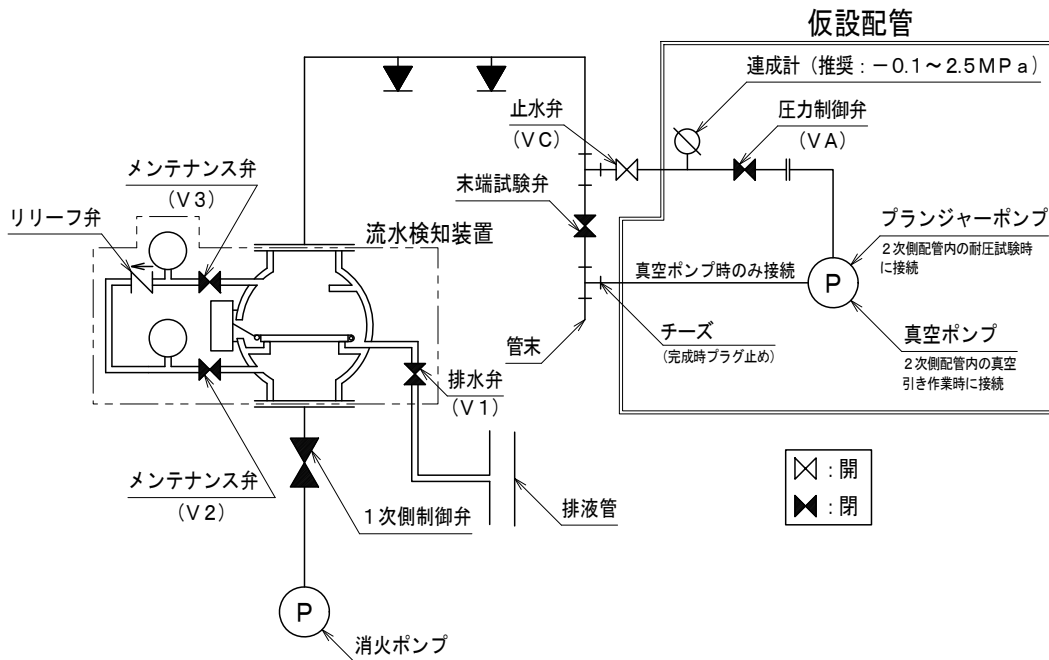 仮設配管
連成計（推奨：－0.1～2.5MPa）
止水弁
（VC）
圧力制御弁
（VA）
メンテナンス弁
（V3）
末端試験弁
リリーフ弁
流水検知装置
プランジャーポンプ
２次側配管内の耐圧試験時
に接続
真空ポンプ時のみ接続
P
チーズ
（完成時プラグ止め）
管末
真空ポンプ
２次側配管内の真空
引き作業時に接続
排水弁
（V1）
メンテナンス弁
（V2）
１次側制御弁
排液管
：開
：閉
P
消火ポンプ